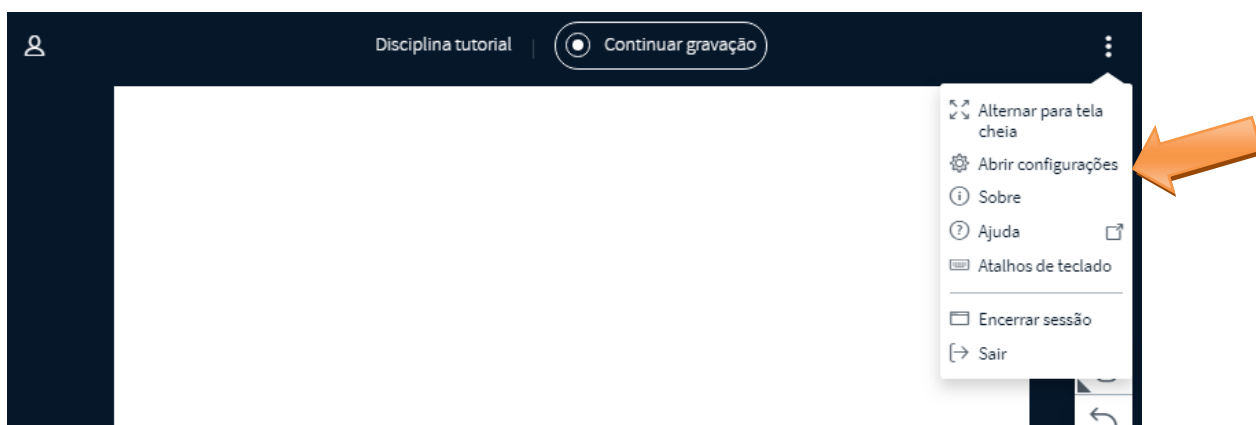 Disciplina tutorial
Continuar gravação
Alternar para tela
cheia
Abrir configurações
Sobre
Ajuda
Atalhos de teclado
Encerrar sessão
Sair